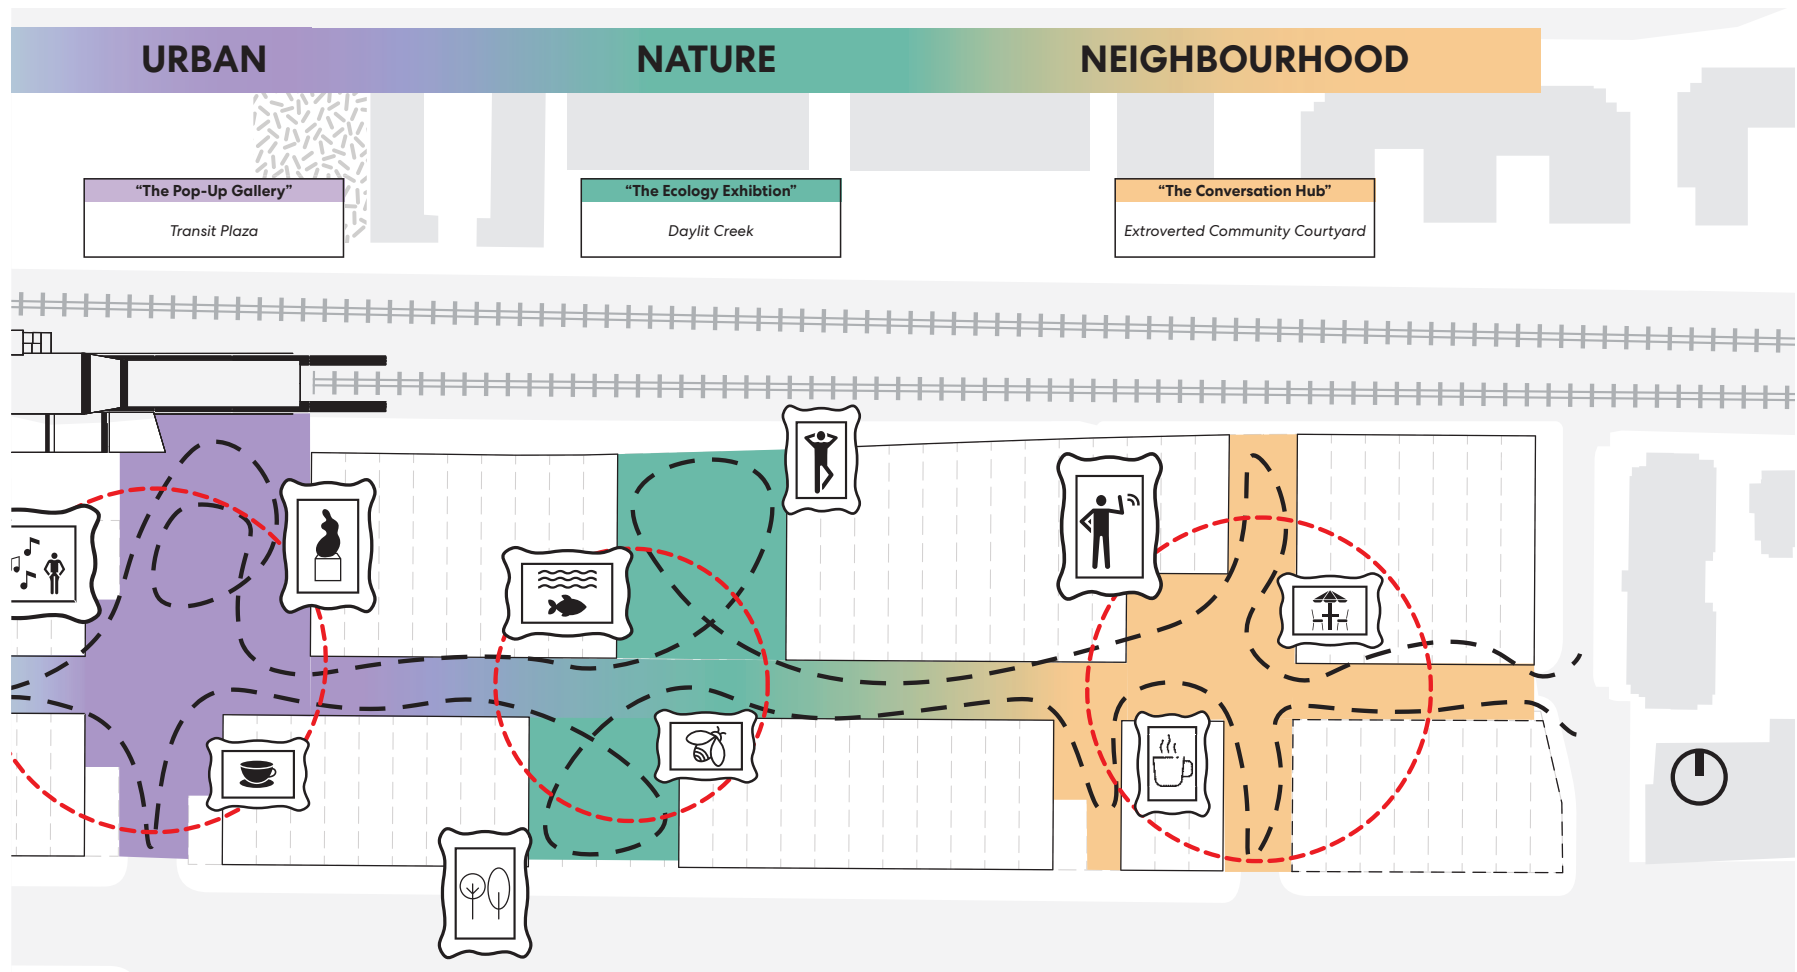 URBAN
NATURE
NEIGHBOURHOOD
“The Pop-Up Gallery”
Transit Plaza
“The Ecology Exhibtion”
Daylit Creek
“The Conversation Hub”
Extroverted Community Courtyard